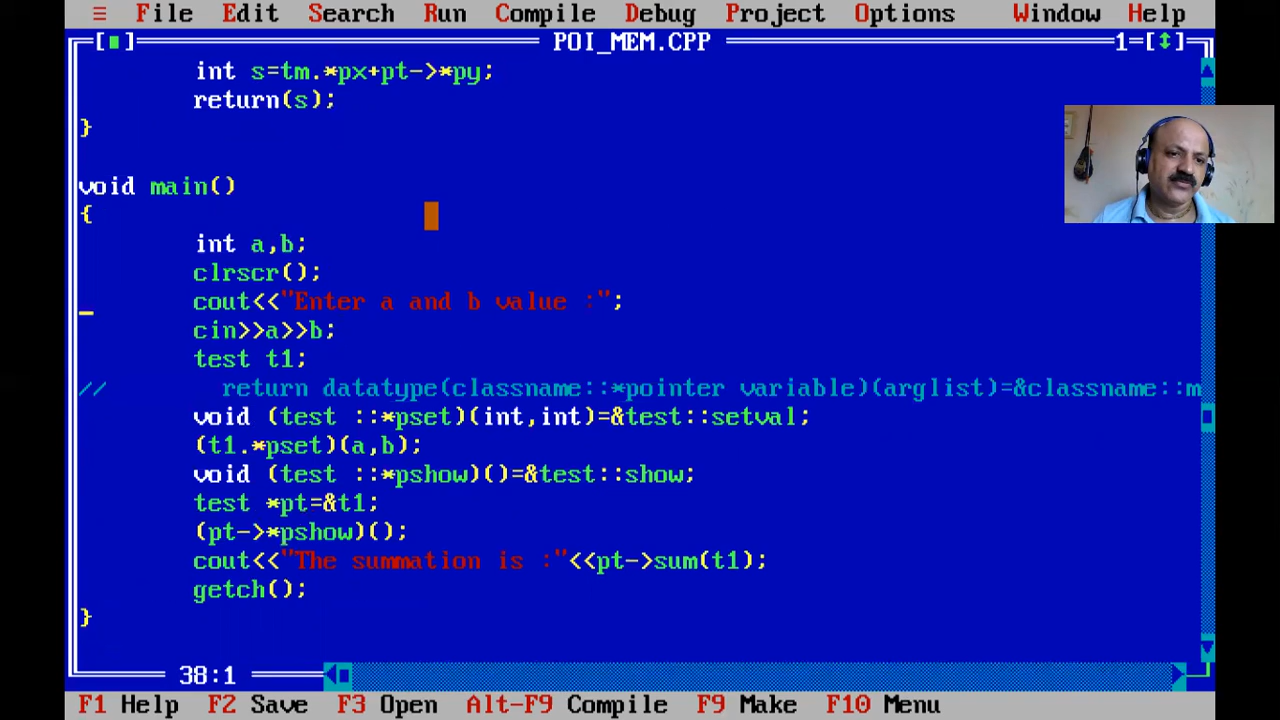 ≡ File Edit Search Run Compile Debug Project Options Window Help
[■] POI_MEM.CPP 1=[↕]
int s=tm.*px+pt->*py;
return(s);
}
void main()
{
int a,b;
clrscr();
cout<<"Enter a and b value :";
cin>>a>>b;
test t1;
// return datatype(classname::*pointer variable)(arglist)=&classname::m
void (test ::*pset)(int,int)=&test::setval;
(t1.*pset)(a,b);
void (test ::*pshow)()=&test::show;
test *pt=&t1;
(pt->*pshow)();
cout<<"The summation is :"<<pt->sum(t1);
getch();
}
38:1
F1 Help F2 Save F3 Open Alt-F9 Compile F9 Make F10 Menu